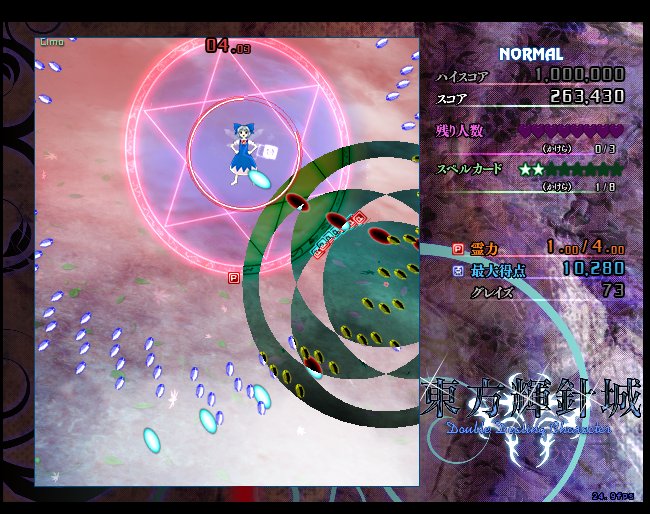 Cirno
04.03
NORMAL
ハイスコア 1,000,000
スコア 263,430
残り人数
(かけら) 0/3
スペルカード
(かけら) 1/8
P 霊力 1.00/4.00
最大得点 10,280
グレイズ 73
P
東方輝針城
Double Dealing Character
24.9fps